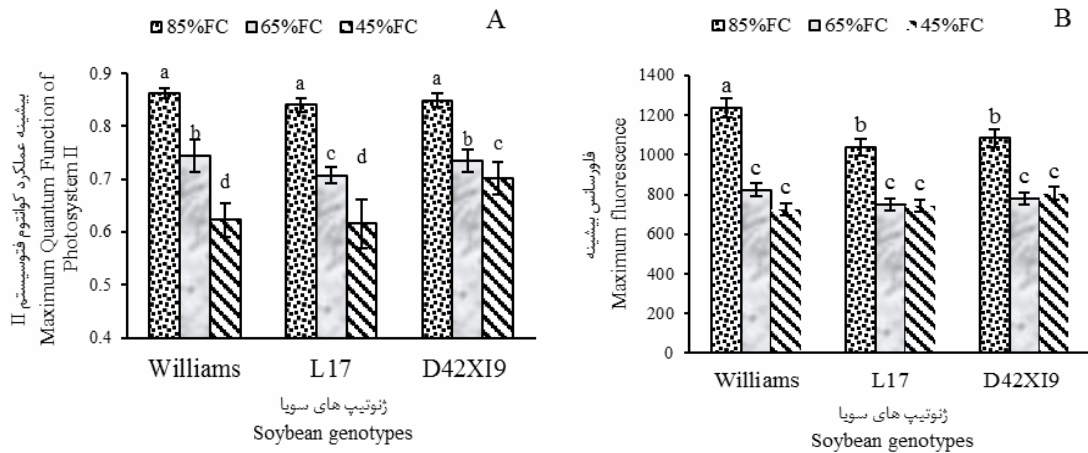 A
85%FC 65%FC 45%FC
بیشینه عملکرد کوانتوم فتوسیستم II
Maximum Quantum Function of
Photosystem II
0.9
0.8
0.7
0.6
0.5
0.4
a
b
d
a
c
d
a
b
c
Williams L17 D42XI9
ژنوتیپ های سویا
Soybean genotypes
B
85%FC 65%FC 45%FC
فلورسانس بیشینه
Maximum fluorescence
1400
1200
1000
800
600
400
200
0
a
c
c
b
c
c
b
c
c
Williams L17 D42XI9
ژنوتیپ های سویا
Soybean genotypes